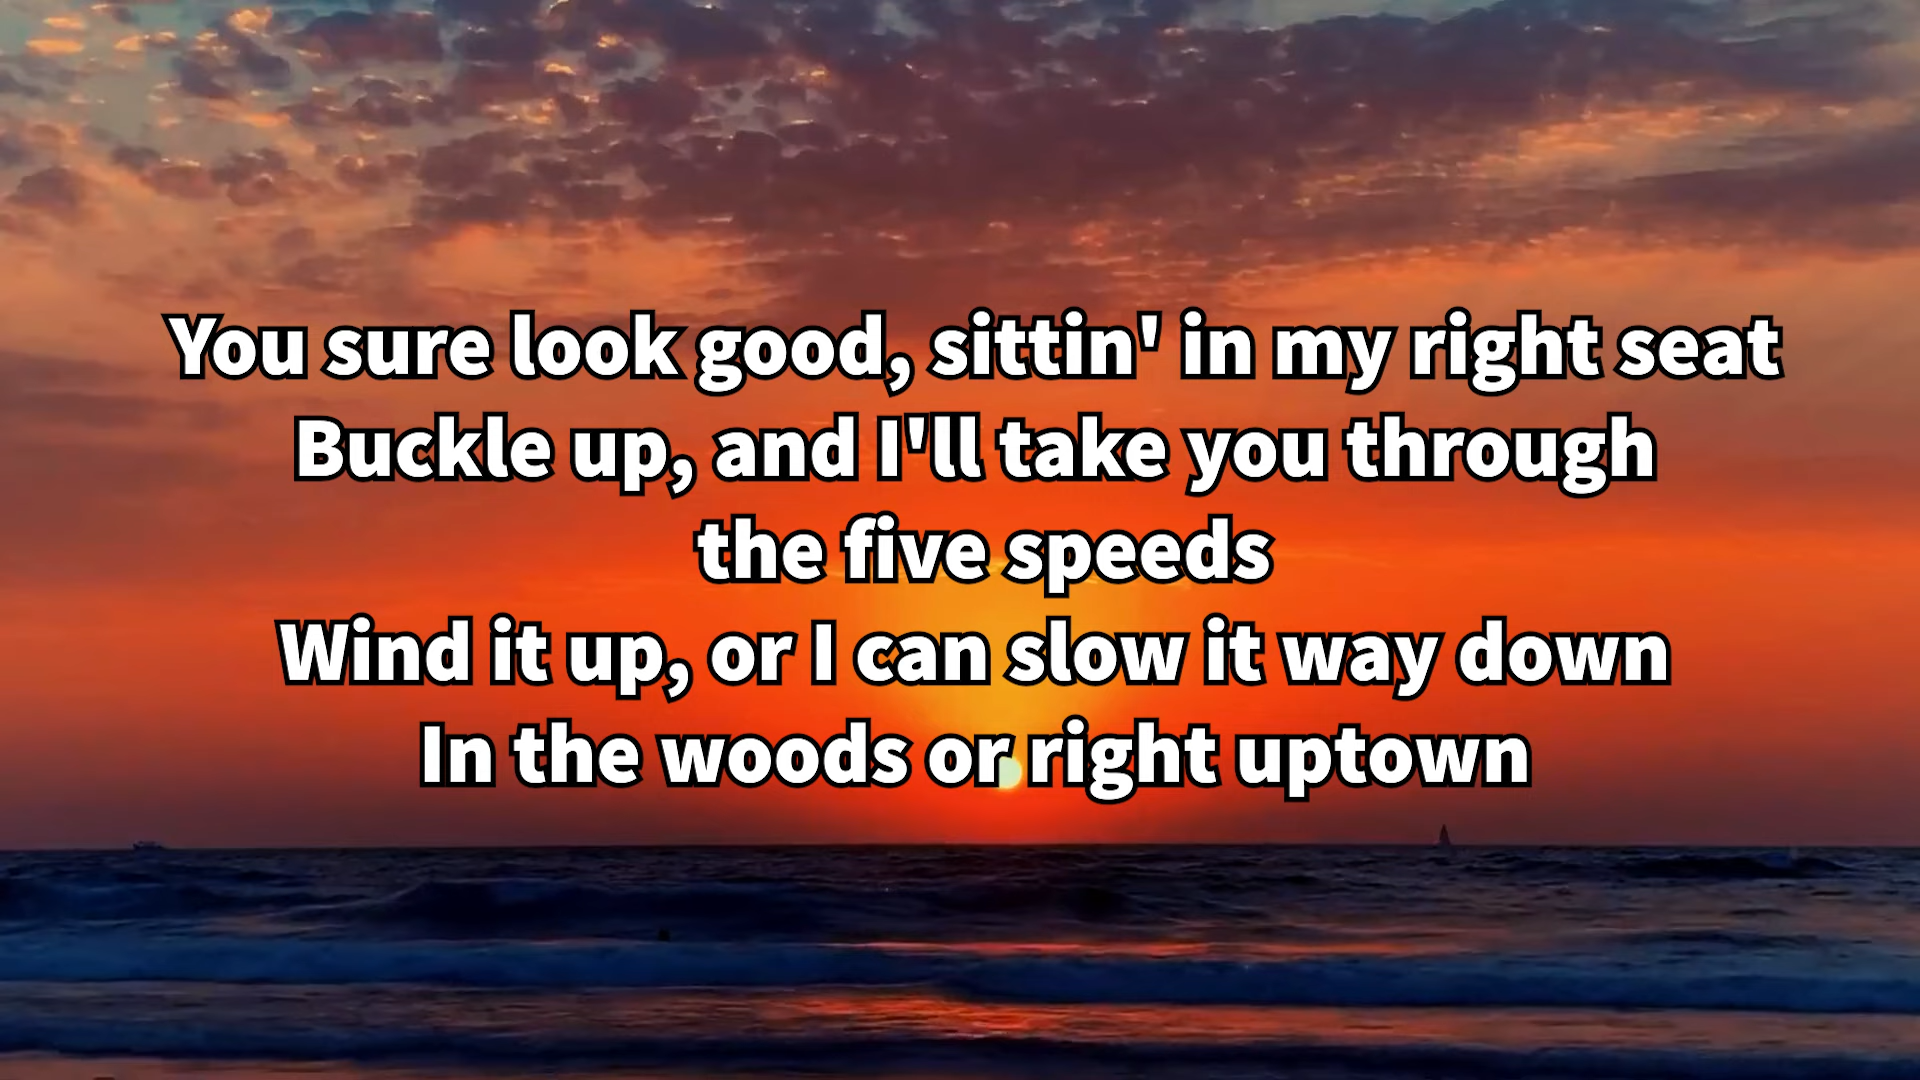 You sure look good, sittin' in my right seat
Buckle up, and I'll take you through
the five speeds
Wind it up, or I can slow it way down
In the woods or right uptown